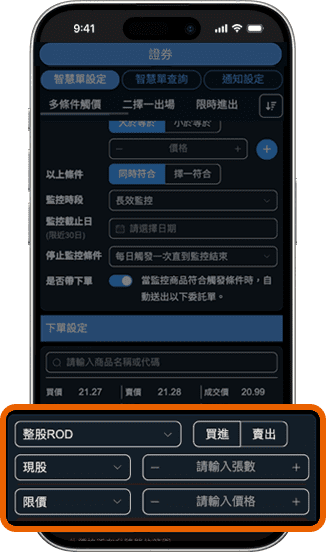 9:41
證券
智慧單設定 智慧單查詢 通知設定
多條件觸價 二擇一出場 限時進出
大於等於 小於等於
− 價格 + +
以上條件 同時符合 擇一符合
監控時段 長效監控
監控截止日 請選擇日期
(限近30日)
停止監控條件 每日觸發一次直到監控結束
是否帶下單 當監控商品符合觸發條件時，自
動送出以下委託單。
下單設定
請輸入商品名稱或代碼
買價 21.27 賣價 21.28 成交價 20.99
整股ROD 買進 賣出
現股 − 請輸入張數 +
限價 − 請輸入價格 +